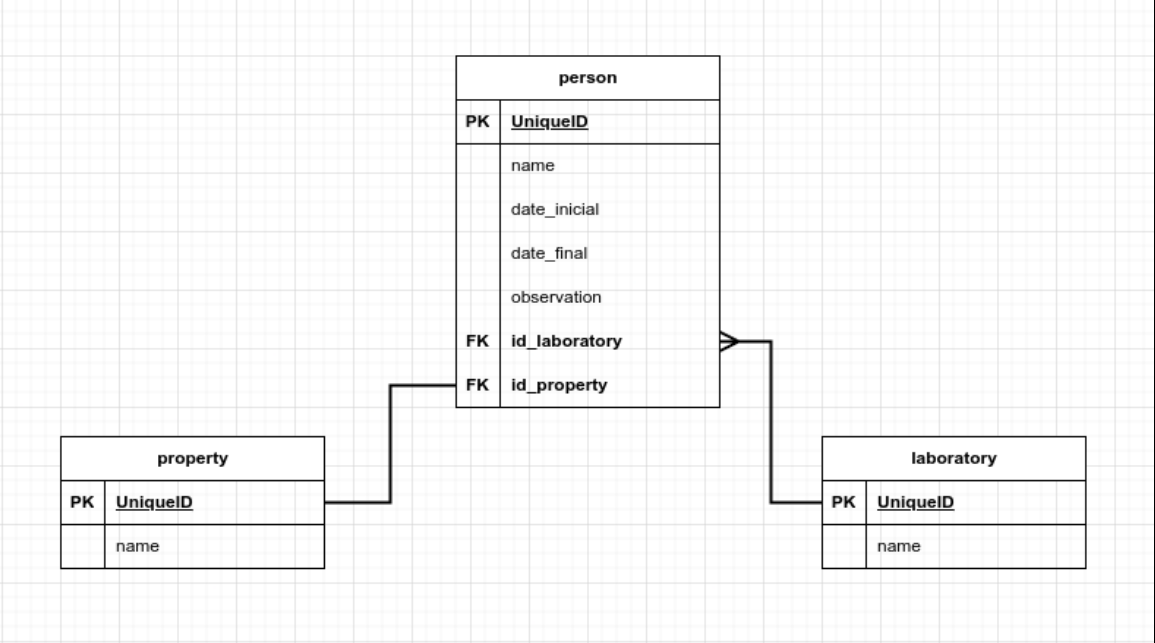 person
PK UniqueID
name
date_inicial
date_final
observation
FK id_laboratory
FK id_property
property
PK UniqueID
name
laboratory
PK UniqueID
name